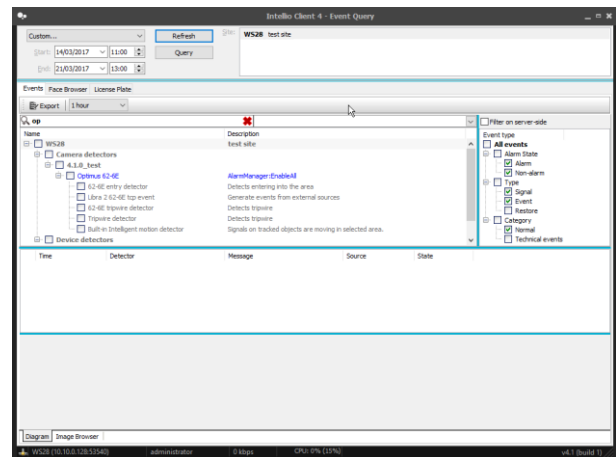 Intellio Client 4 - Event Query
Custom...
Refresh
Site:
WS28 test site
Start:
14/03/2017
11:00
Query
End:
21/03/2017
13:00
Events
Face Browser
License Plate
Export
1 hour
op
Filter on server-side
Name
Description
Event type
WS28
test site
All events
Camera detectors
Alarm State
4.1.0_test
Alarm
Optimus 62-6E
AlarmManager:EnableAll
Non-alarm
62-6E entry detector
Detects entering into the area
Type
Libra 2 62-6E tcp event
Generate events from external sources
Signal
62-6E tripwire detector
Detects tripwire
Event
Tripwire detector
Detects tripwire
Restore
Built-in Intelligent motion detector
Signals on tracked objects are moving in selected area.
Category
Normal
Device detectors
Technical events
Time
Detector
Message
Source
State
Diagram
Image Browser
WS28 (10.10.0.128:53540)
administrator
0 kbps
CPU: 0% (15%)
v4.1 (build 1)